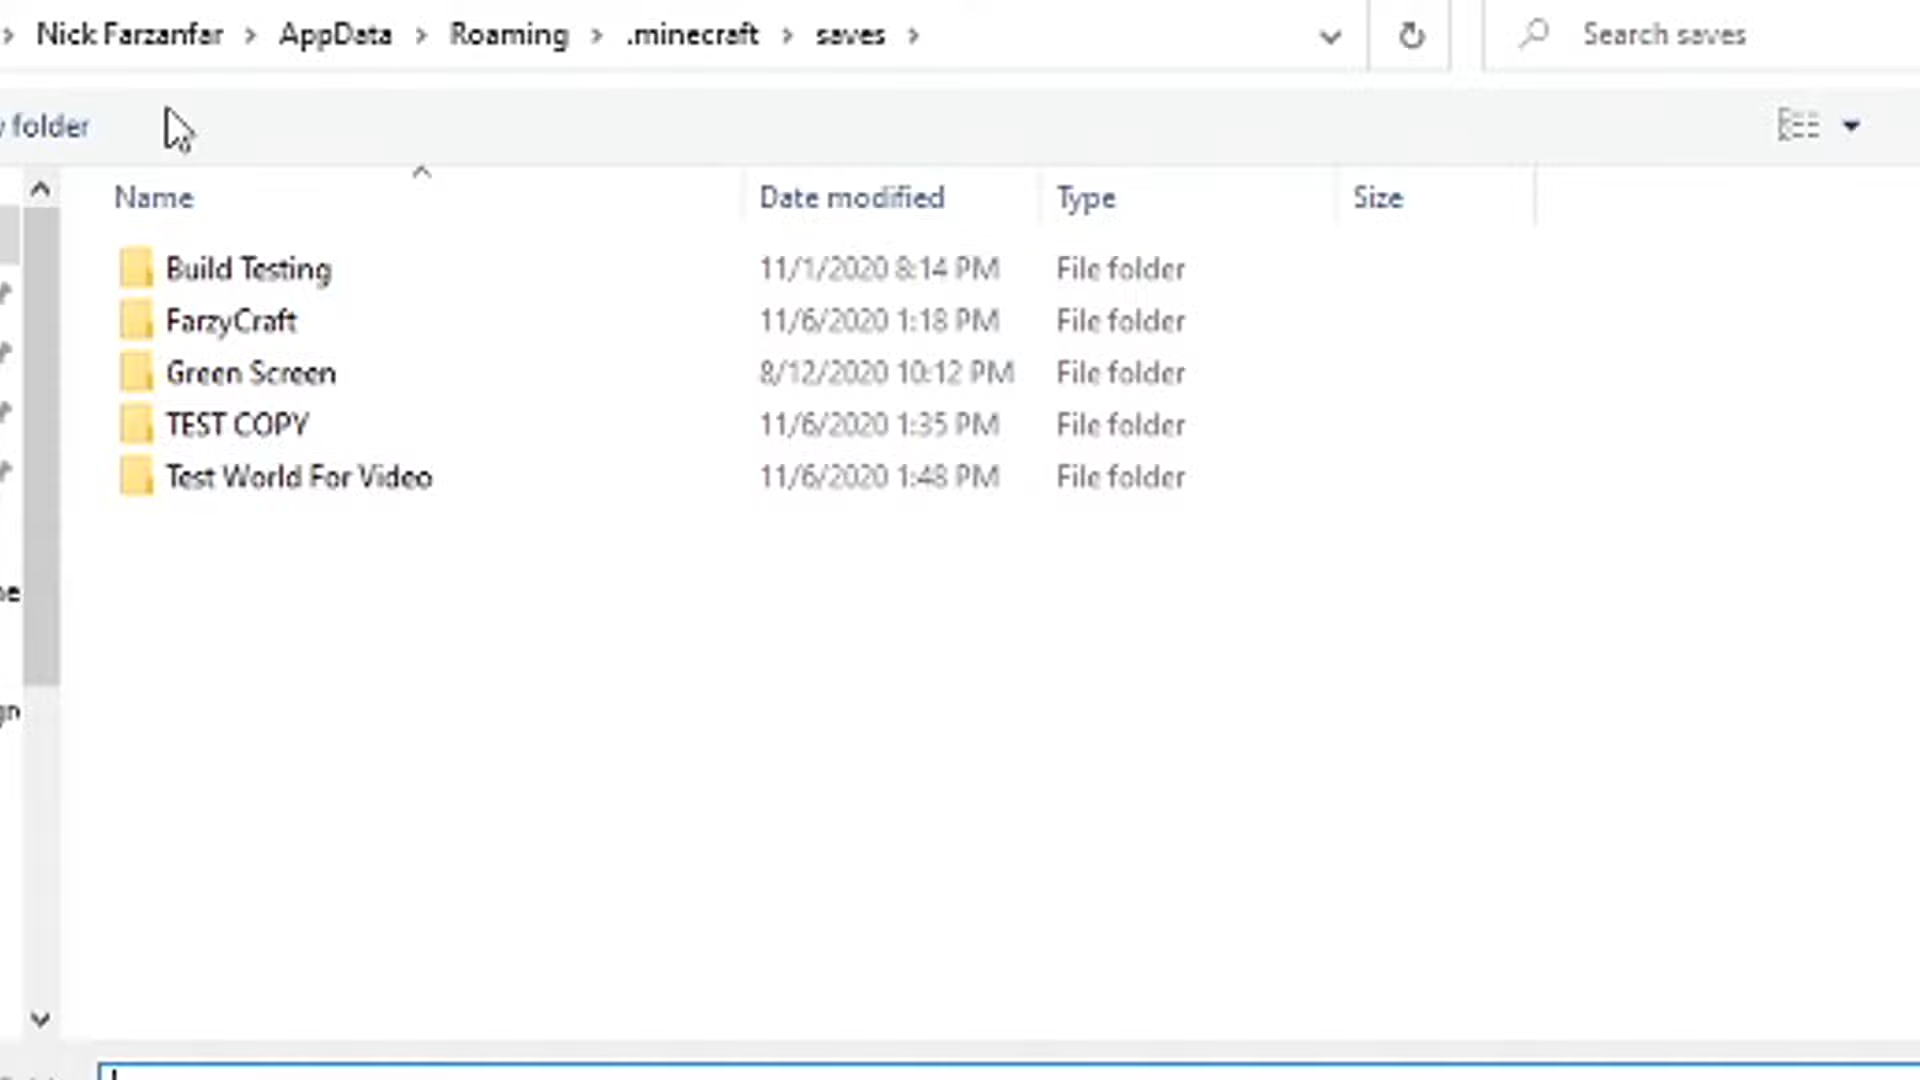 Nick Farzanfar > AppData > Roaming > .minecraft > saves >
Search saves
folder
Name Date modified Type Size
Build Testing 11/1/2020 8:14 PM File folder
FarzyCraft 11/6/2020 1:18 PM File folder
Green Screen 8/12/2020 10:12 PM File folder
TEST COPY 11/6/2020 1:35 PM File folder
Test World For Video 11/6/2020 1:48 PM File folder